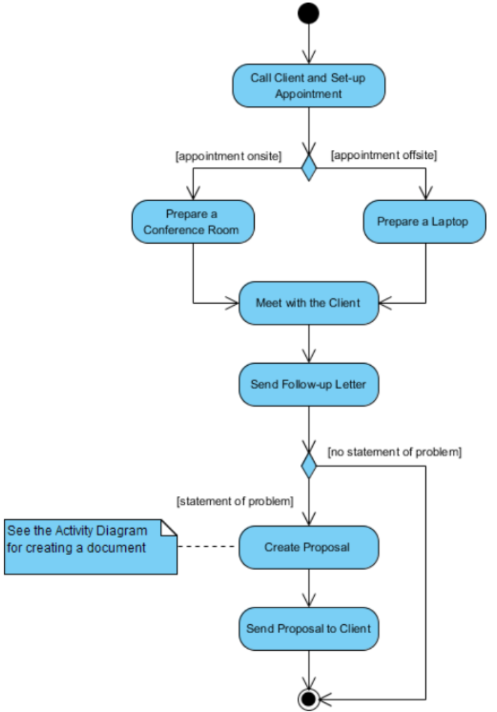 Call Client and Set-up
Appointment
[appointment onsite]
[appointment offsite]
Prepare a
Conference Room
Prepare a Laptop
Meet with the Client
Send Follow-up Letter
[no statement of problem]
[statement of problem]
See the Activity Diagram
for creating a document
Create Proposal
Send Proposal to Client